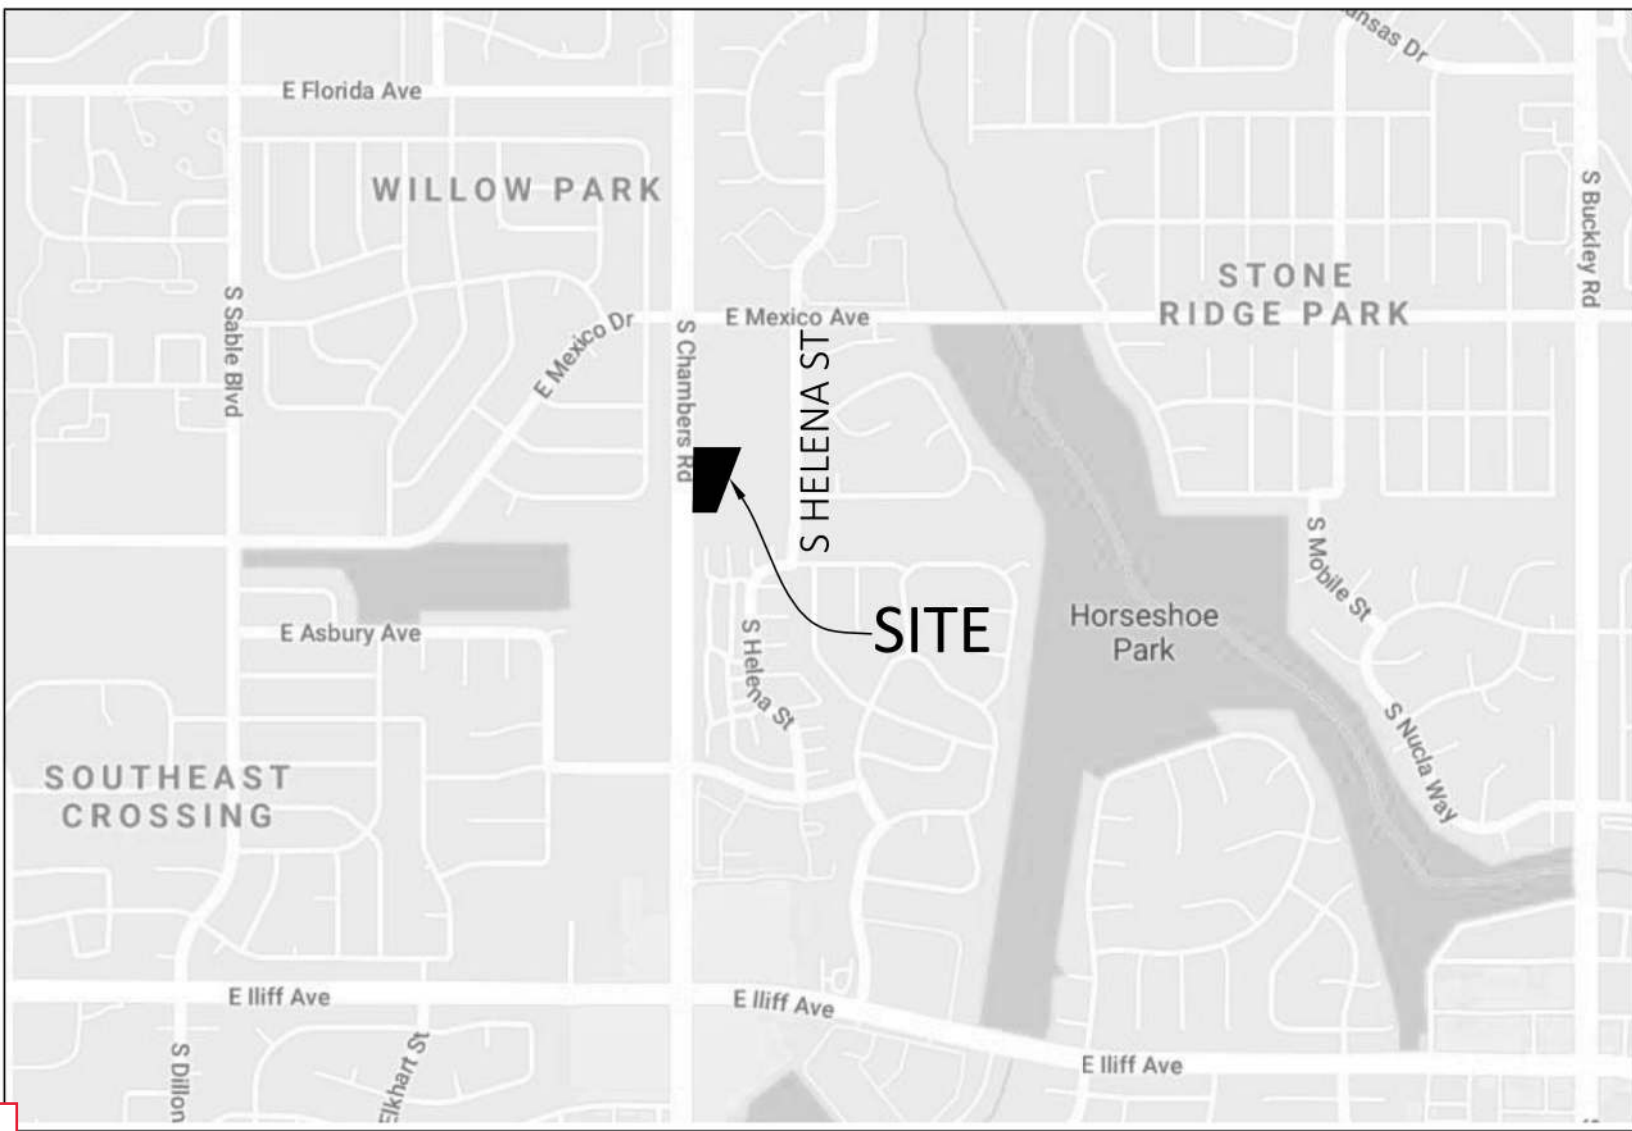 ansas Dr
E Florida Ave
WILLOW PARK
S Buckley Rd
STONE
RIDGE PARK
S Sable Blvd
E Mexico Dr
E Mexico Ave
S Chambers Rd
S HELENA ST
S Mobile St
SITE
Horseshoe
Park
E Asbury Ave
S Helena St
S Nucla Way
SOUTHEAST
CROSSING
E Iliff Ave
E Iliff Ave
E Iliff Ave
S Dillon
Elkhart St